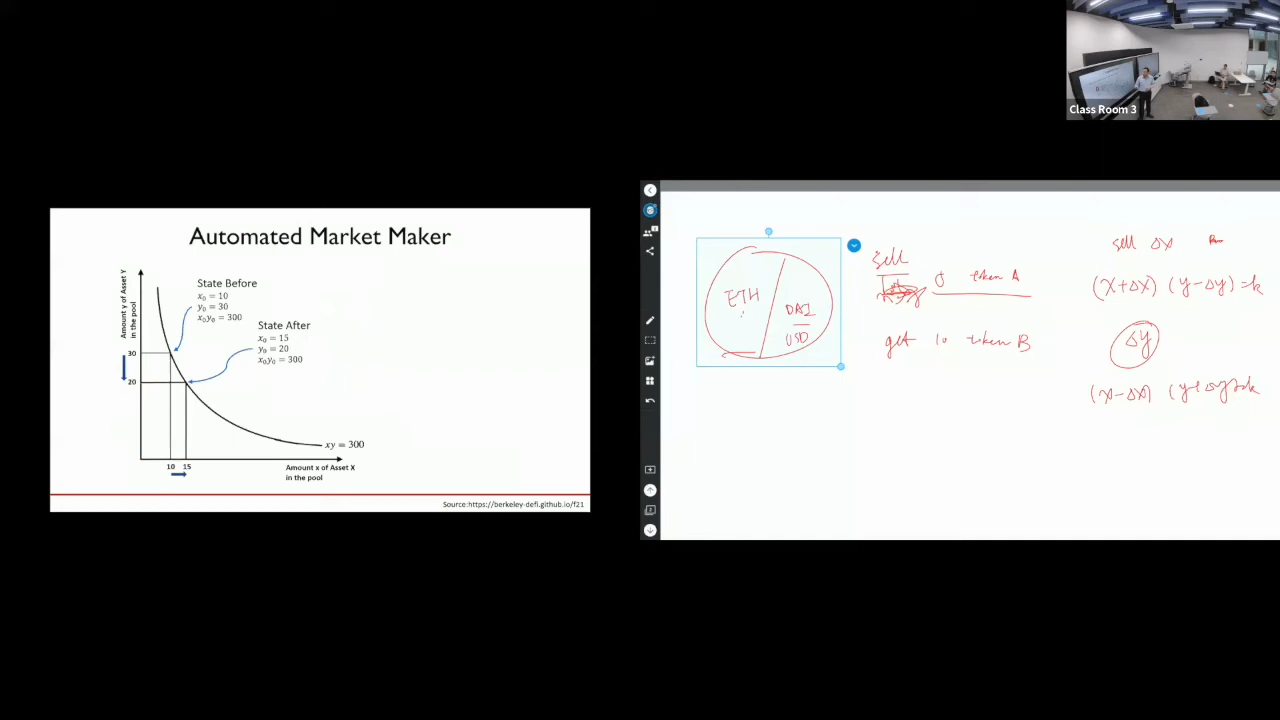 Class Room 3
Automated Market Maker
Amount y of Asset Y
in the pool
State Before
x₀ = 10
y₀ = 30
x₀y₀ = 300
State After
x₀ = 15
y₀ = 20
x₀y₀ = 300
30
20
xy = 300
10 15
Amount x of Asset X
in the pool
Source:https://berkeley-defi.github.io/f21
ETH
DAI
USD
sell
token A
get 10 token B
sell Δx
(x+Δx) (y-Δy)=k
Δy
(x-Δx) (y+Δy)=k